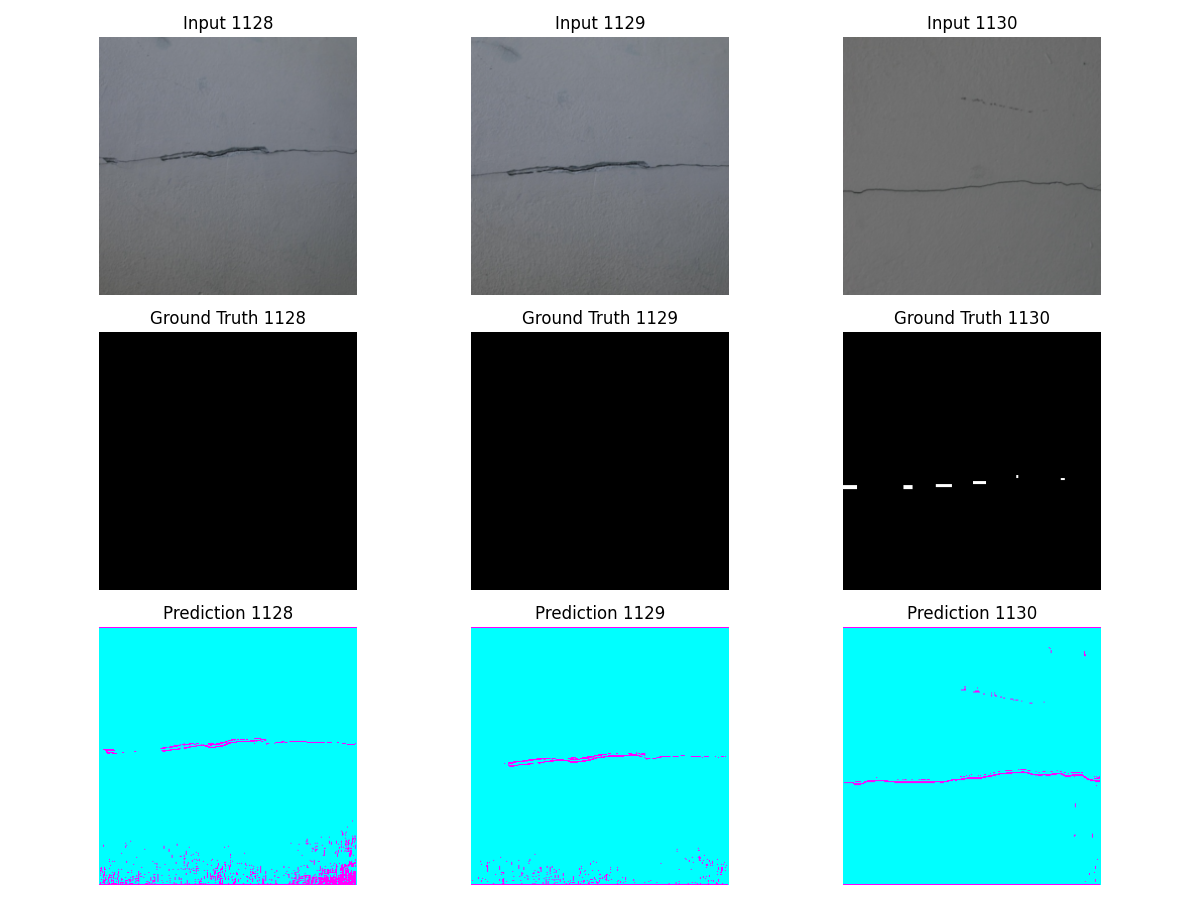 Input 1128
Input 1129
Input 1130
Ground Truth 1128
Ground Truth 1129
Ground Truth 1130
Prediction 1128
Prediction 1129
Prediction 1130